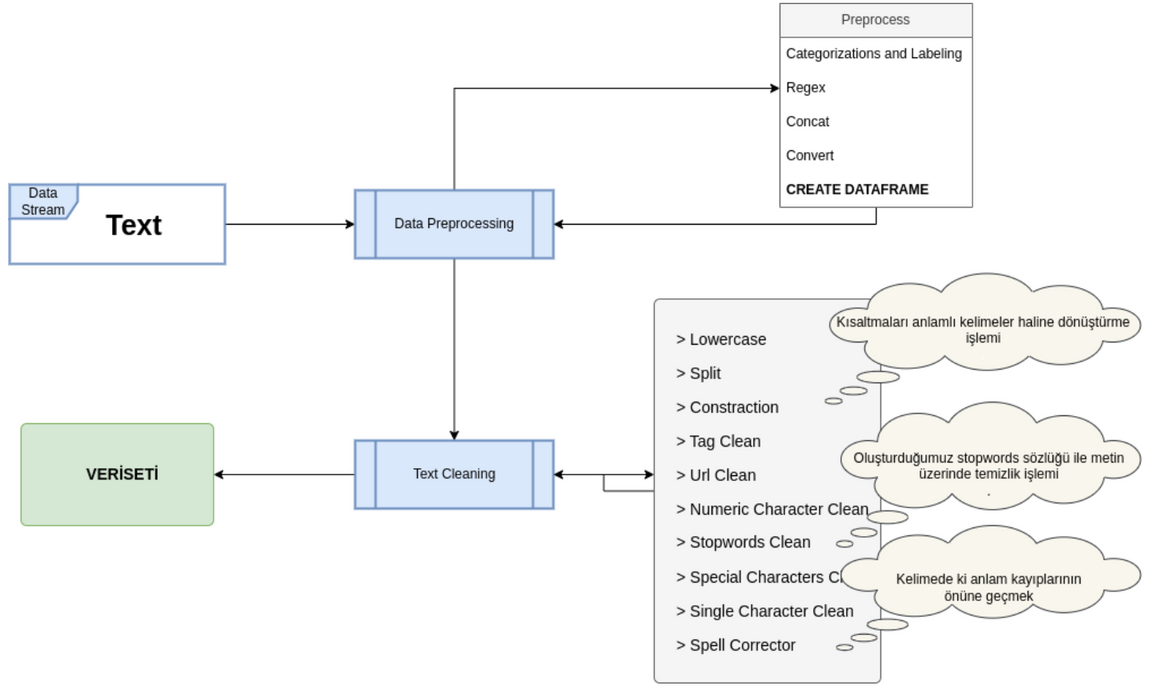 Preprocess
Categorizations and Labeling
Regex
Concat
Convert
CREATE DATAFRAME
Data
Stream
Text
Data Preprocessing
> Lowercase
> Split
> Constraction
> Tag Clean
> Url Clean
> Numeric Character Clean
> Stopwords Clean
> Special Characters
> Single Character Clean
> Spell Corrector
Kısaltmaları anlamlı kelimeler haline dönüştürme
işlemi
Oluşturduğumuz stopwords sözlüğü ile metin
üzerinde temizlik işlemi
.
Kelimede ki anlam kayıplarının
önüne geçmek
Text Cleaning
VERİSETİ